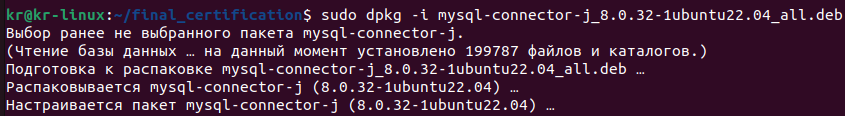 kr@kr-linux:~/final_certification$ sudo dpkg -i mysql-connector-j_8.0.32-1ubuntu22.04_all.deb
Выбор ранее не выбранного пакета mysql-connector-j.
(Чтение базы данных … на данный момент установлено 199787 файлов и каталогов.)
Подготовка к распаковке mysql-connector-j_8.0.32-1ubuntu22.04_all.deb …
Распаковывается mysql-connector-j (8.0.32-1ubuntu22.04) …
Настраивается пакет mysql-connector-j (8.0.32-1ubuntu22.04) …